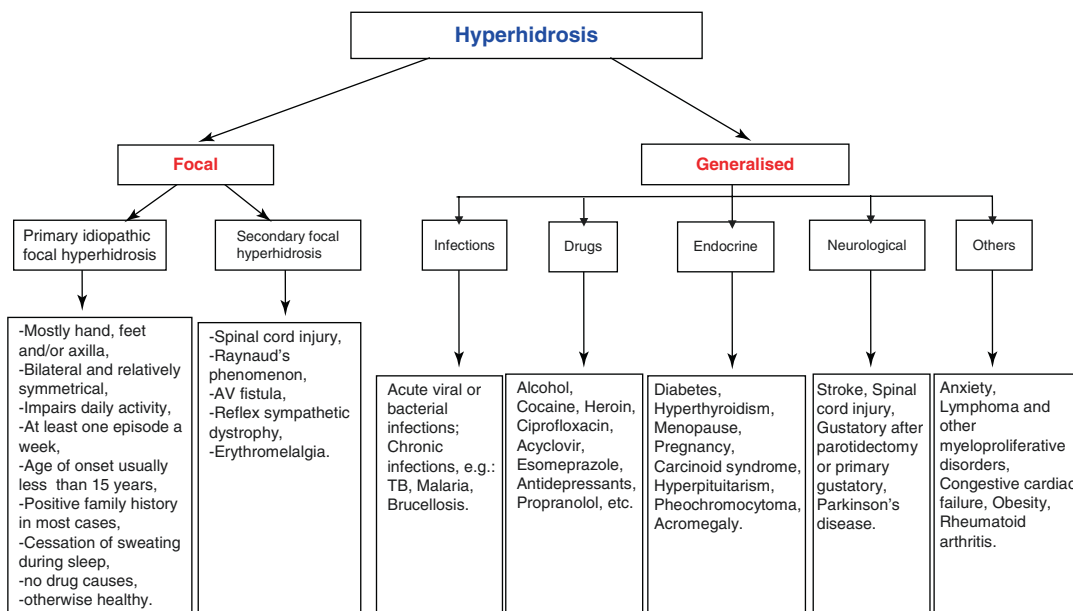 Hyperhidrosis
Focal
Generalised
Primary idiopathic
focal hyperhidrosis
Secondary focal
hyperhidrosis
Infections
Drugs
Endocrine
Neurological
Others
-Mostly hand, feet
and/or axilla,
-Bilateral and relatively
symmetrical,
-Impairs daily activity,
-At least one episode a
week,
-Age of onset usually
less than 15 years,
-Positive family history
in most cases,
-Cessation of sweating
during sleep,
-no drug causes,
-otherwise healthy.
-Spinal cord injury,
-Raynaud's
phenomenon,
-AV fistula,
-Reflex sympathetic
dystrophy,
-Erythromelalgia.
Acute viral or
bacterial
infections;
Chronic
infections, e.g.:
TB, Malaria,
Brucellosis.
Alcohol,
Cocaine, Heroin,
Ciprofloxacin,
Acyclovir,
Esomeprazole,
Antidepressants,
Propranolol, etc.
Diabetes,
Hyperthyroidism,
Menopause,
Pregnancy,
Carcinoid syndrome,
Hyperpituitarism,
Pheochromocytoma,
Acromegaly.
Stroke, Spinal
cord injury,
Gustatory after
parotidectomy
or primary
gustatory,
Parkinson's
disease.
Anxiety,
Lymphoma and
other
myeloproliferative
disorders,
Congestive cardiac
failure, Obesity,
Rheumatoid
arthritis.